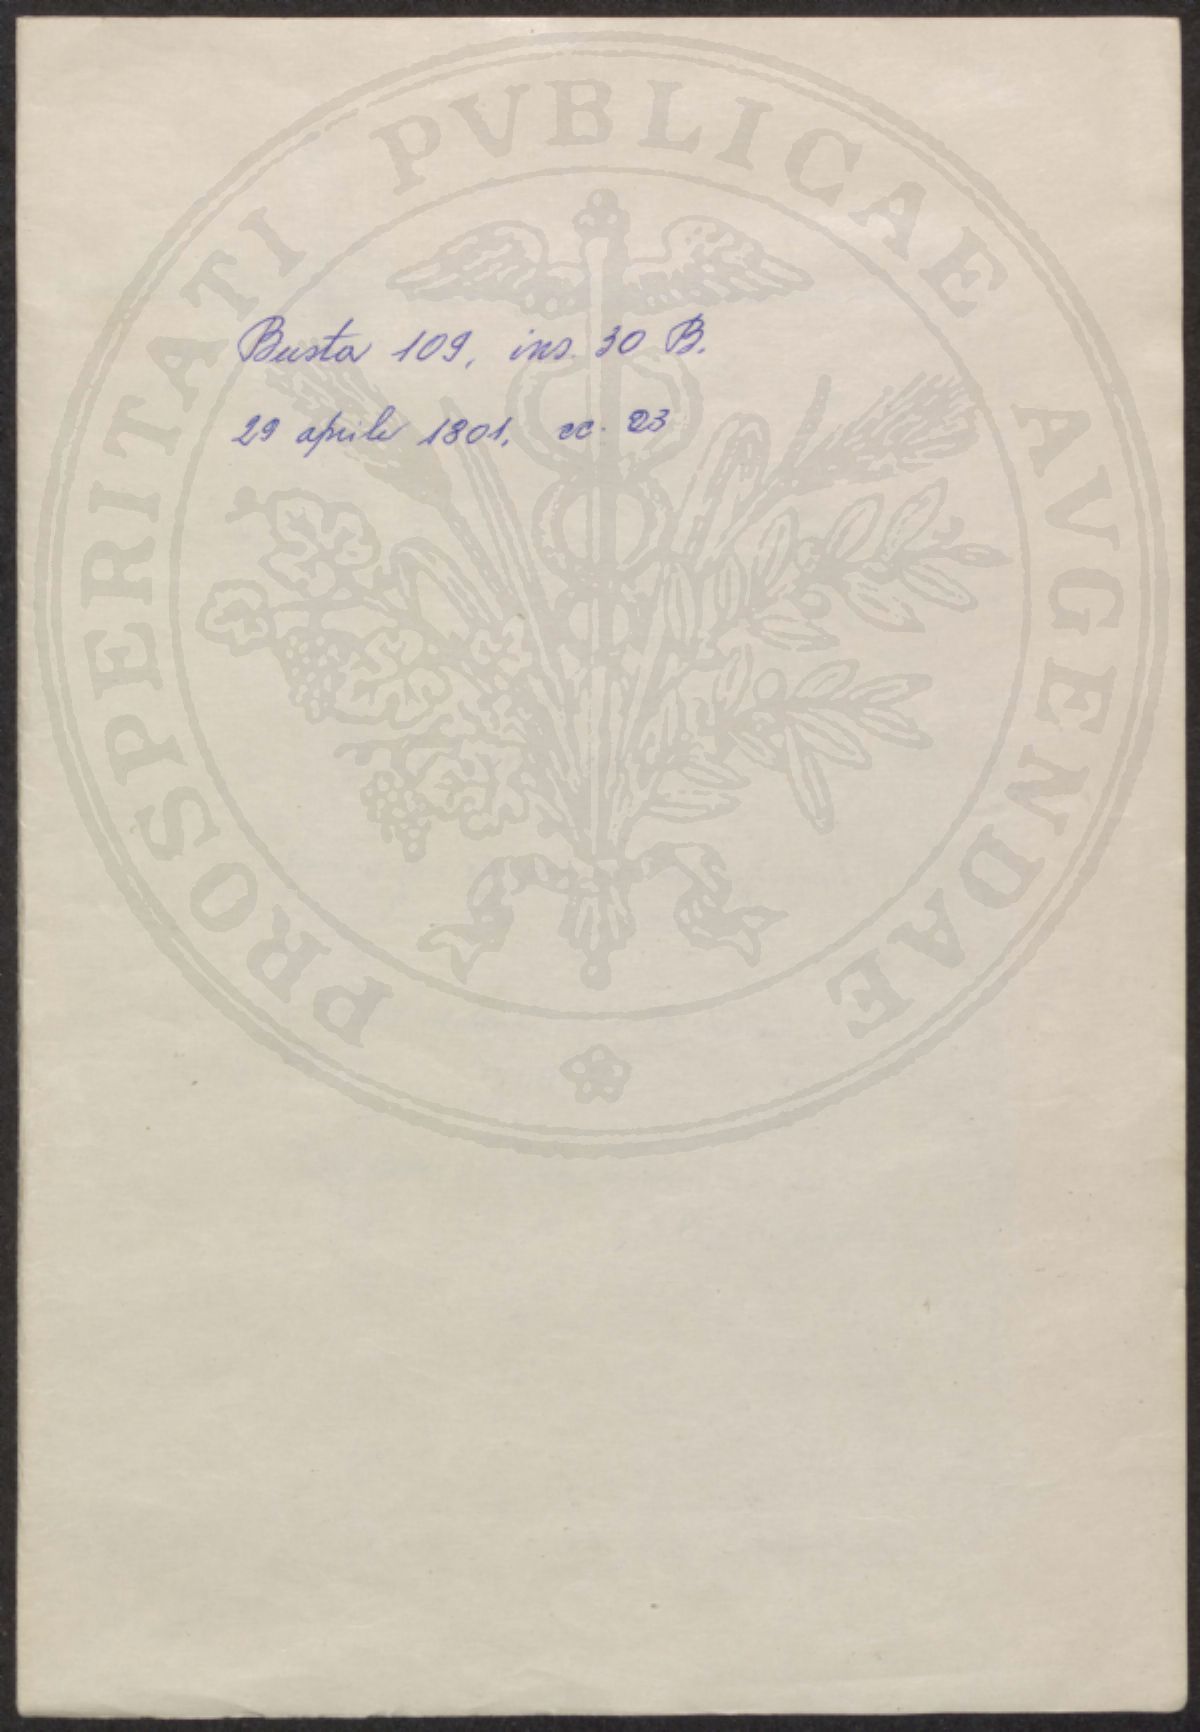 PROSPERITATI PVBLICAE AVGENDAE
Busta 109, ins. 30 B.
29 aprile 1801, cc. 23